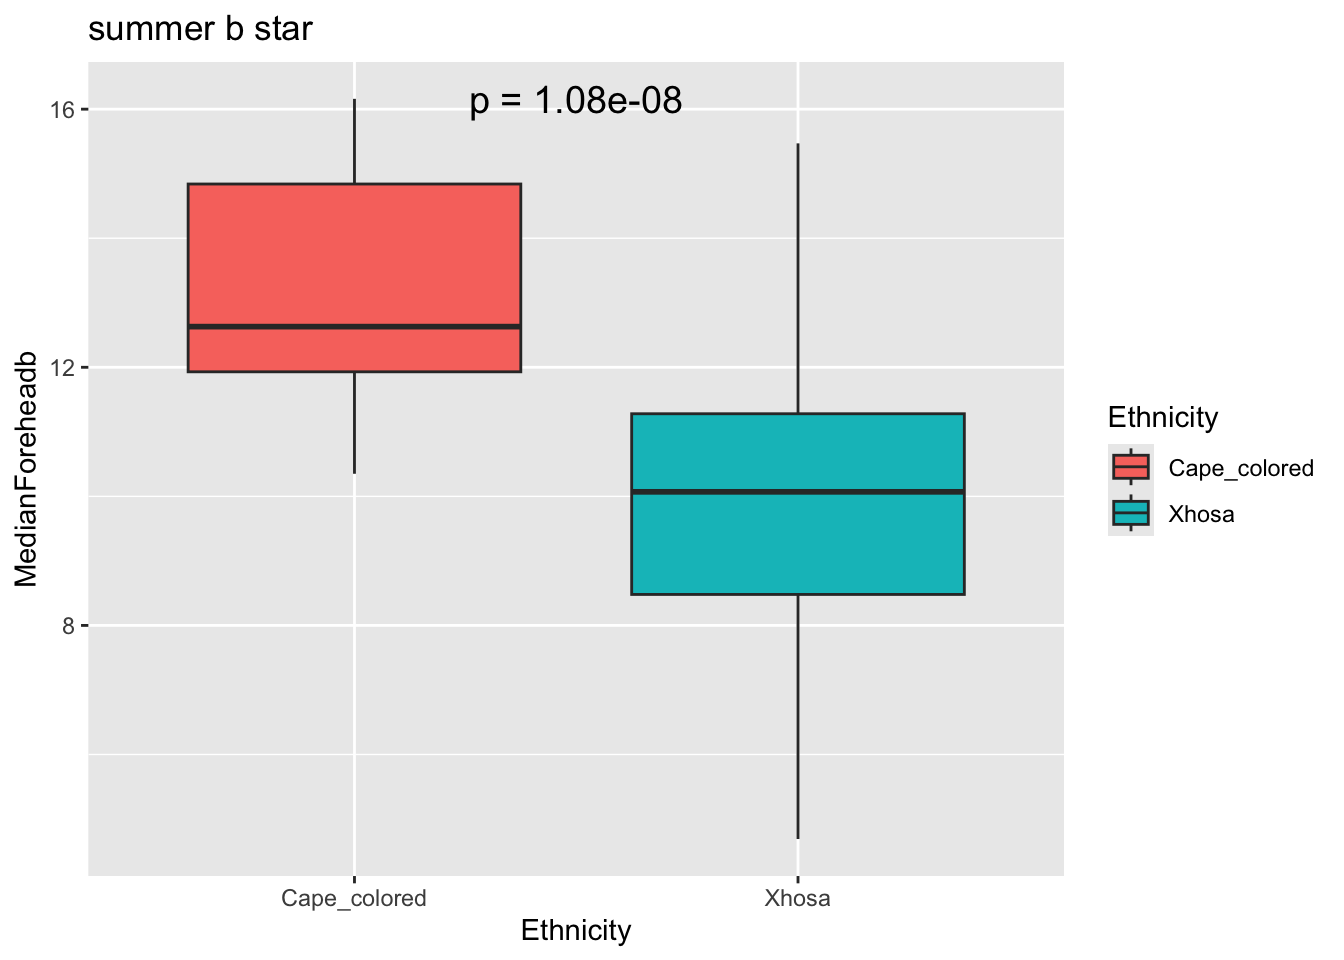 summer b star
p = 1.08e-08
16
12
8
MedianForeheadb
Cape_colored
Xhosa
Ethnicity
Ethnicity
Cape_colored
Xhosa